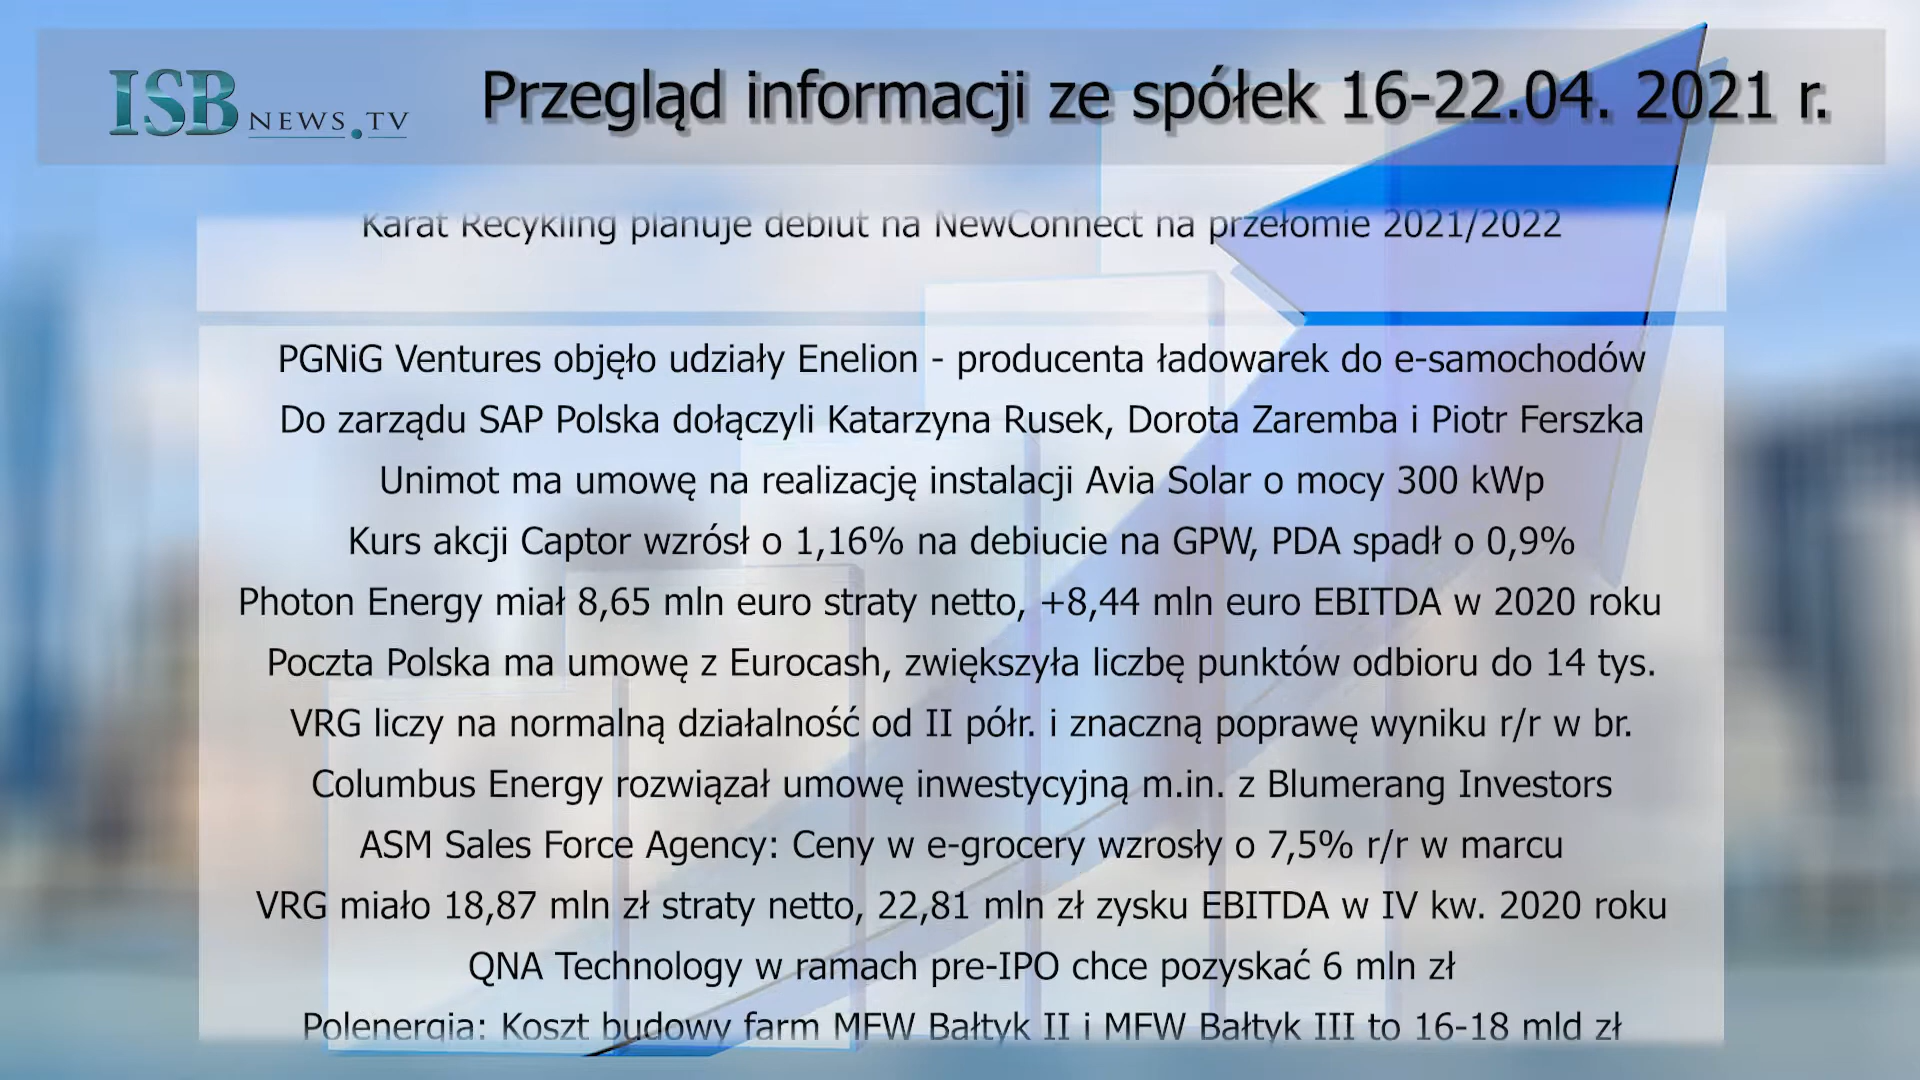 ISB NEWS.TV
Przegląd informacji ze spółek 16-22.04. 2021 r.
Karat Recykling planuje debiut na NewConnect na przełomie 2021/2022
PGNiG Ventures objęło udziały Enelion - producenta ładowarek do e-samochodów
Do zarządu SAP Polska dołączyli Katarzyna Rusek, Dorota Zaremba i Piotr Ferszka
Unimot ma umowę na realizację instalacji Avia Solar o mocy 300 kWp
Kurs akcji Captor wzrósł o 1,16% na debiucie na GPW, PDA spadł o 0,9%
Photon Energy miał 8,65 mln euro straty netto, +8,44 mln euro EBITDA w 2020 roku
Poczta Polska ma umowę z Eurocash, zwiększyła liczbę punktów odbioru do 14 tys.
VRG liczy na normalną działalność od II półr. i znaczną poprawę wyniku r/r w br.
Columbus Energy rozwiązał umowę inwestycyjną m.in. z Blumerang Investors
ASM Sales Force Agency: Ceny w e-grocery wzrosły o 7,5% r/r w marcu
VRG miało 18,87 mln zł straty netto, 22,81 mln zł zysku EBITDA w IV kw. 2020 roku
QNA Technology w ramach pre-IPO chce pozyskać 6 mln zł
Polenergia: Koszt budowy farm MFW Bałtyk II i MFW Bałtyk III to 16-18 mld zł